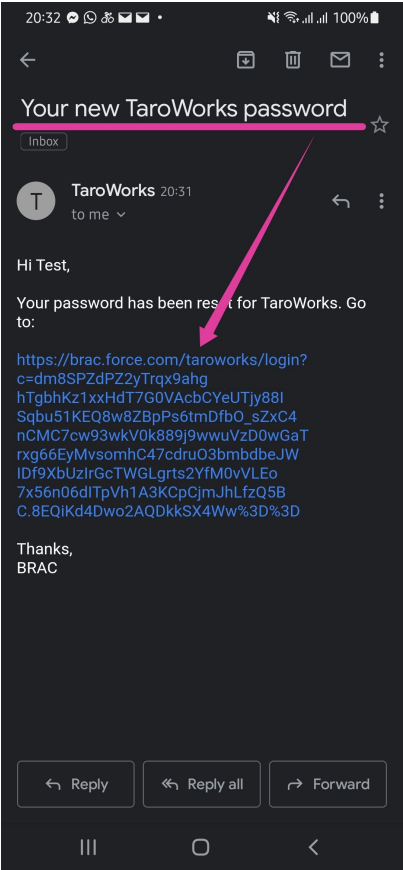 20:32 100%
Your new TaroWorks password
Inbox
T
TaroWorks 20:31
to me
Hi Test,
Your password has been reset for TaroWorks. Go
to:
https://brac.force.com/taroworks/login?
c=dm8SPZdPZ2yTrqx9ahg
hTgbhKz1xxHdT7G0VAcbCYeUTjy88I
Sqbu51KEQ8w8ZBpPs6tmDfbO_sZxC4
nCMC7cw93wkV0k889j9wwuVzD0wGaT
rxg66EyMvsomhC47cdruO3bmbdbeJW
IDf9XbUzIrGcTWGLgrts2YfM0vVLEo
7x56n06dITpVh1A3KCpCjmJhLfzQ5B
C.8EQiKd4Dwo2AQDkkSX4Ww%3D%3D
Thanks,
BRAC
Reply
Reply all
Forward